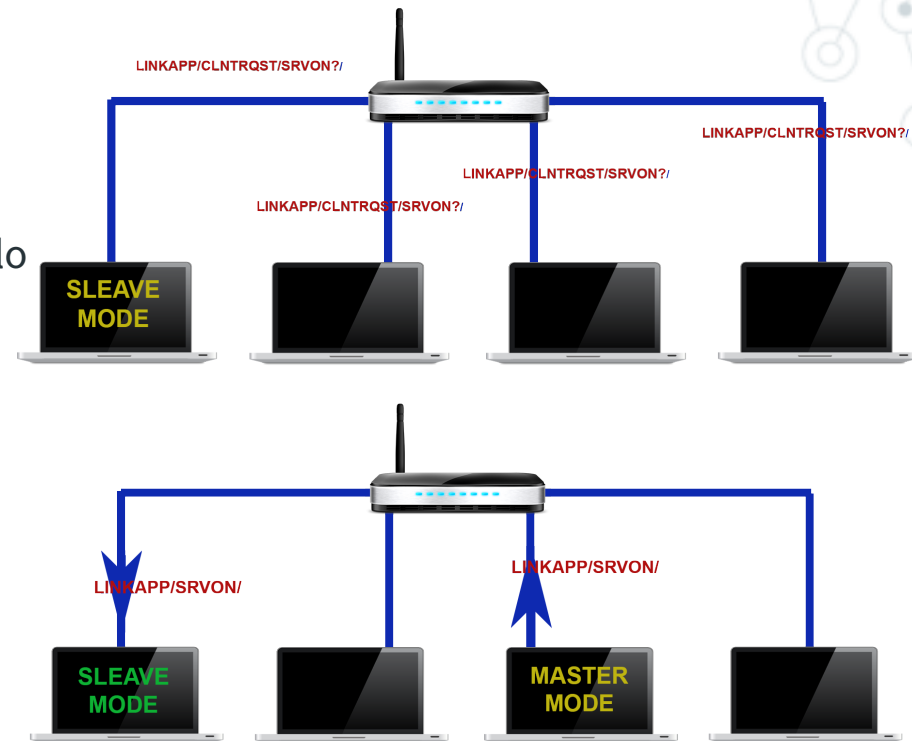 LINKAPP/CLNTRQST/SRVON?/
LINKAPP/CLNTRQST/SRVON?/
LINKAPP/CLNTRQST/SRVON?/
LINKAPP/CLNTRQST/SRVON?/
lo
SLEAVE
MODE
LINKAPP/SRVON/
LINKAPP/SRVON/
SLEAVE
MODE
MASTER
MODE